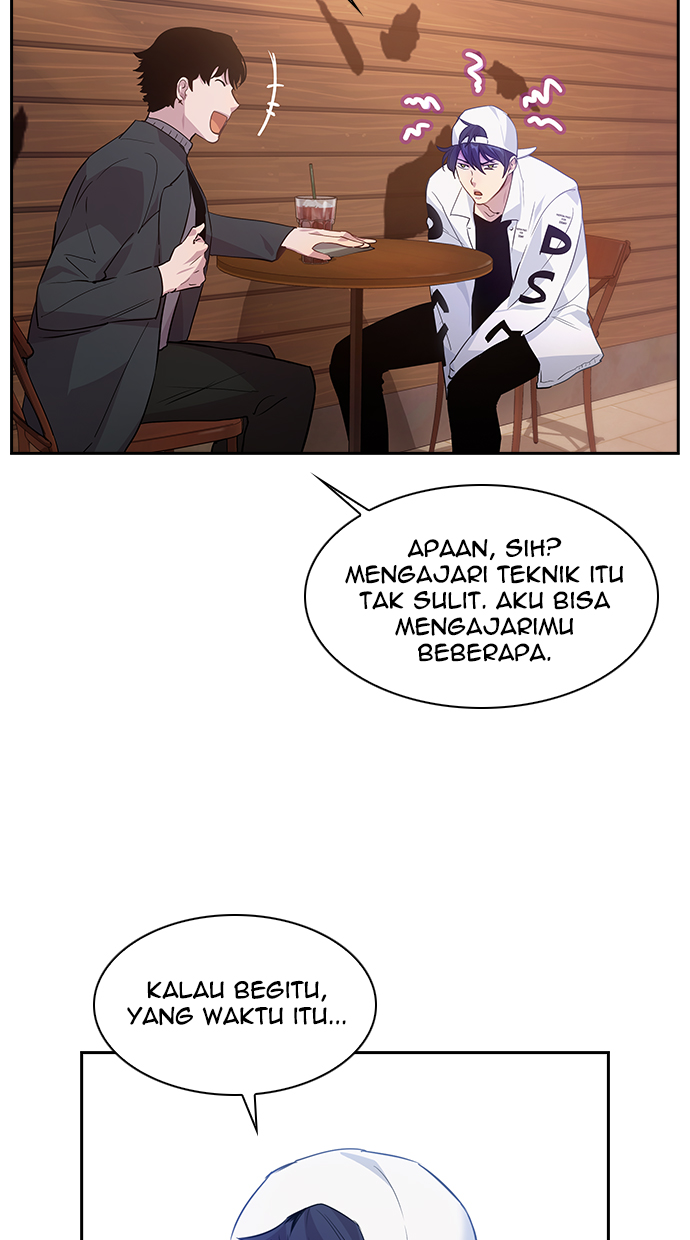 APAAN, SIH?
MENGAJARI TEKNIK ITU
TAK SULIT. AKU BISA
MENGAJARIMU
BEBERAPA.
KALAU BEGITU,
YANG WAKTU ITU...